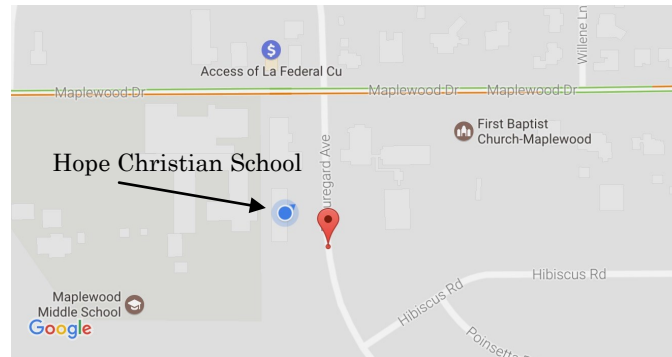 Willene Ln
$
Access of La Federal Cu
Maplewood Dr
Maplewood Dr
Maplewood Dr
First Baptist
Church-Maplewood
Hope Christian School
uregard Ave
Hibiscus Rd
Hibiscus Rd
Maplewood
Middle School
Google
Poinsett